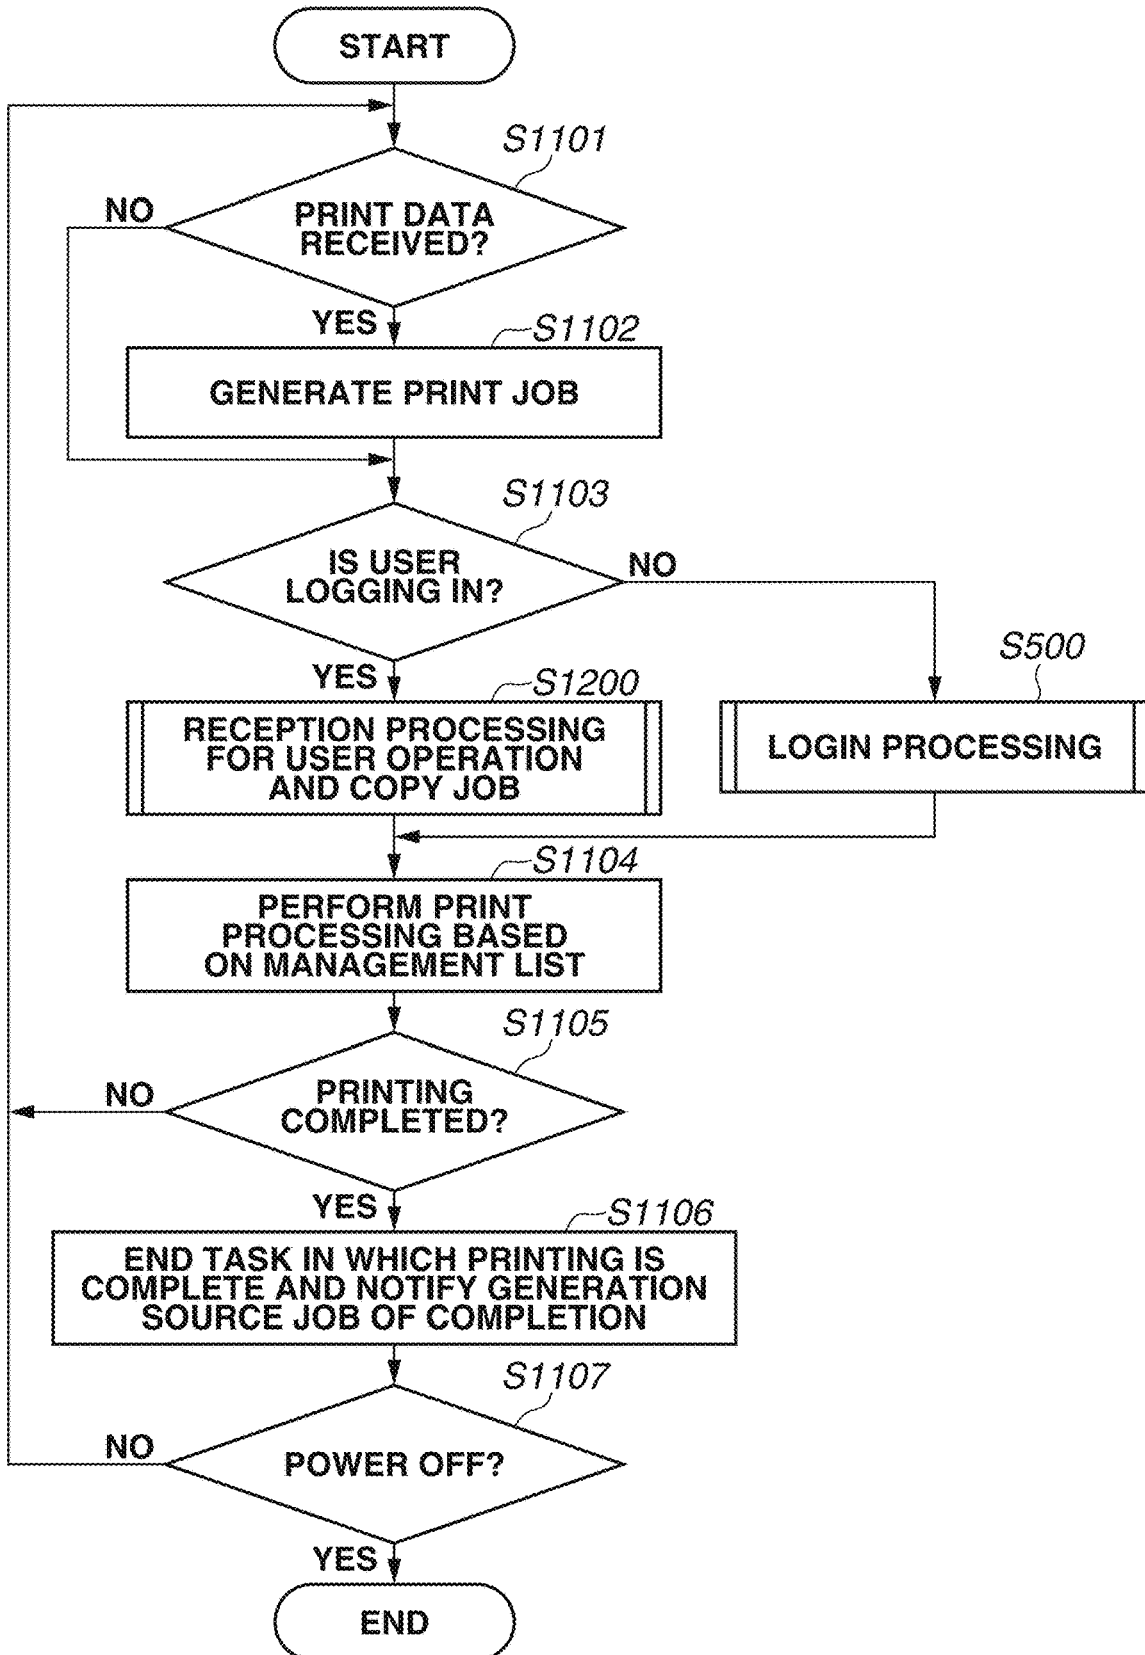 START
S1101
NO
PRINT DATA
RECEIVED?
YES
S1102
GENERATE PRINT JOB
S1103
IS USER
LOGGING IN?
NO
YES
S1200
S500
RECEPTION PROCESSING
FOR USER OPERATION
AND COPY JOB
LOGIN PROCESSING
S1104
PERFORM PRINT
PROCESSING BASED
ON MANAGEMENT LIST
S1105
NO
PRINTING
COMPLETED?
YES
S1106
END TASK IN WHICH PRINTING IS
COMPLETE AND NOTIFY GENERATION
SOURCE JOB OF COMPLETION
S1107
NO
POWER OFF?
YES
END